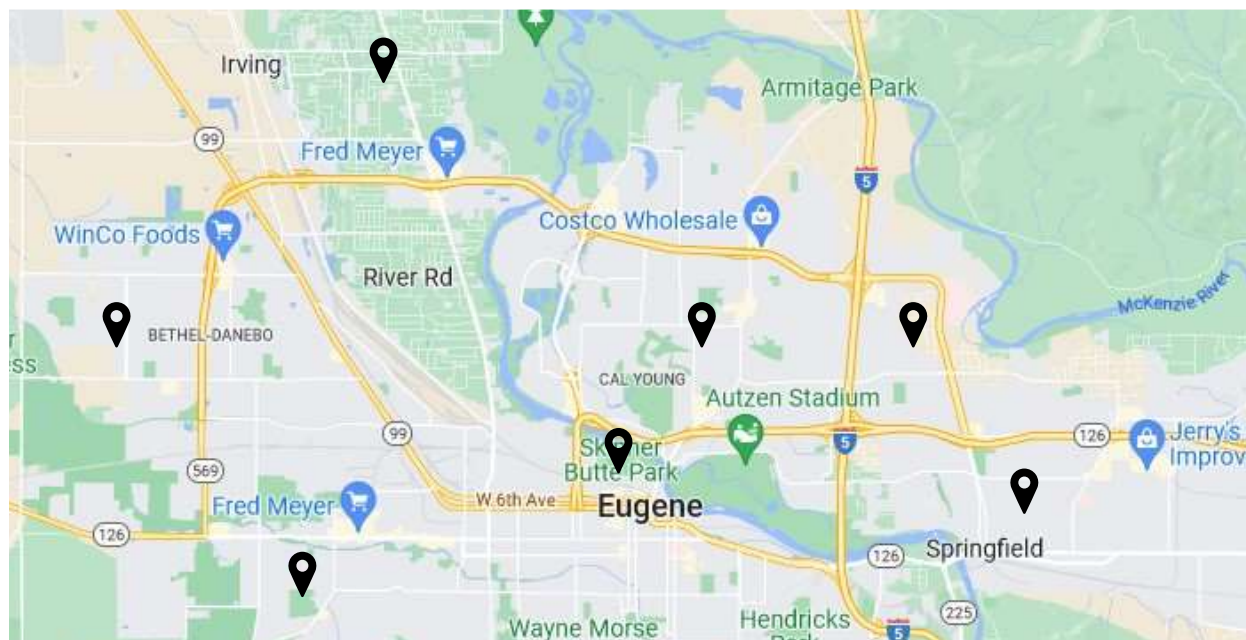 Irving
Armitage Park
99
Fred Meyer
5
Costco Wholesale
WinCo Foods
River Rd
McKenzie River
BETHEL-DANEBO
ess
CAL YOUNG
Autzen Stadium
99
5
126
Jerry's
Improv
Skinner
Butte Park
569
W 6th Ave
Eugene
Fred Meyer
126
126
Springfield
225
Wayne Morse
Hendricks
5